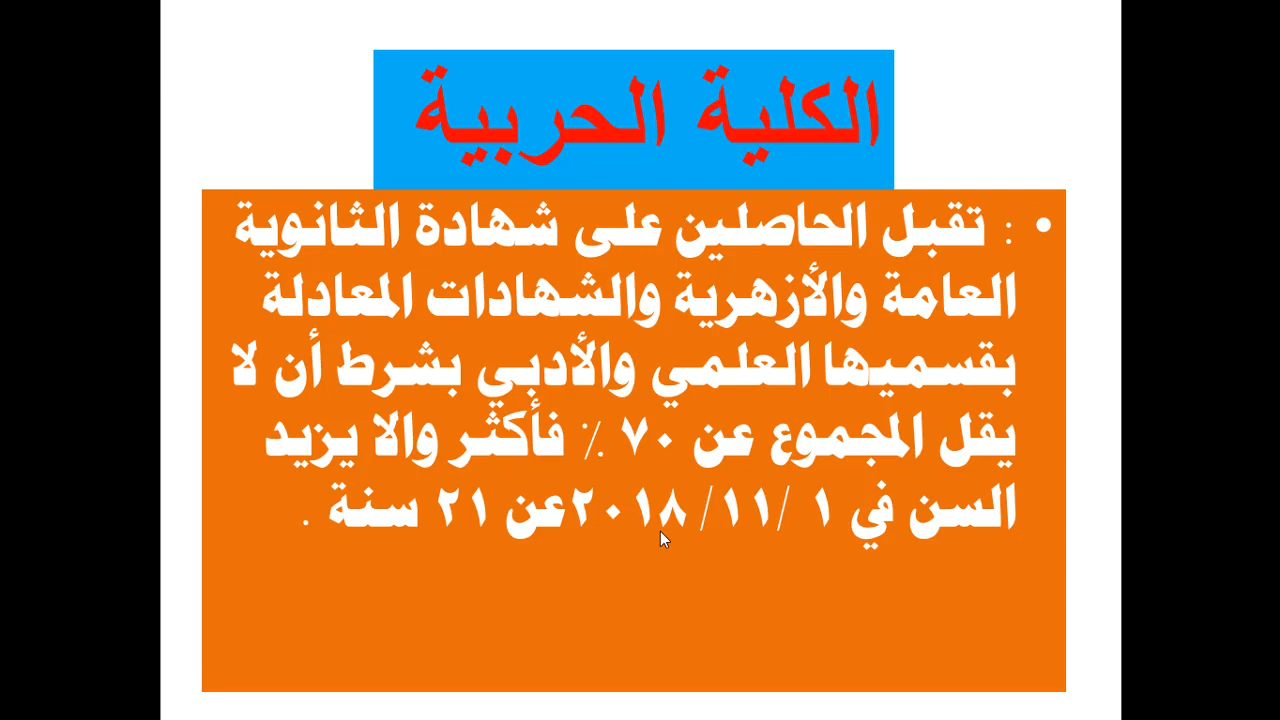 الكلية الحربية
• : تقبل الحاصلين على شهادة الثانوية
العامة والأزهرية والشهادات المعادلة
بقسميها العلمي والأدبي بشرط أن لا
يقل المجموع عن ٧٠ ٪ فأكثر والا يزيد
السن في ١ /١١/ ٢٠١٨عن ٢١ سنة .